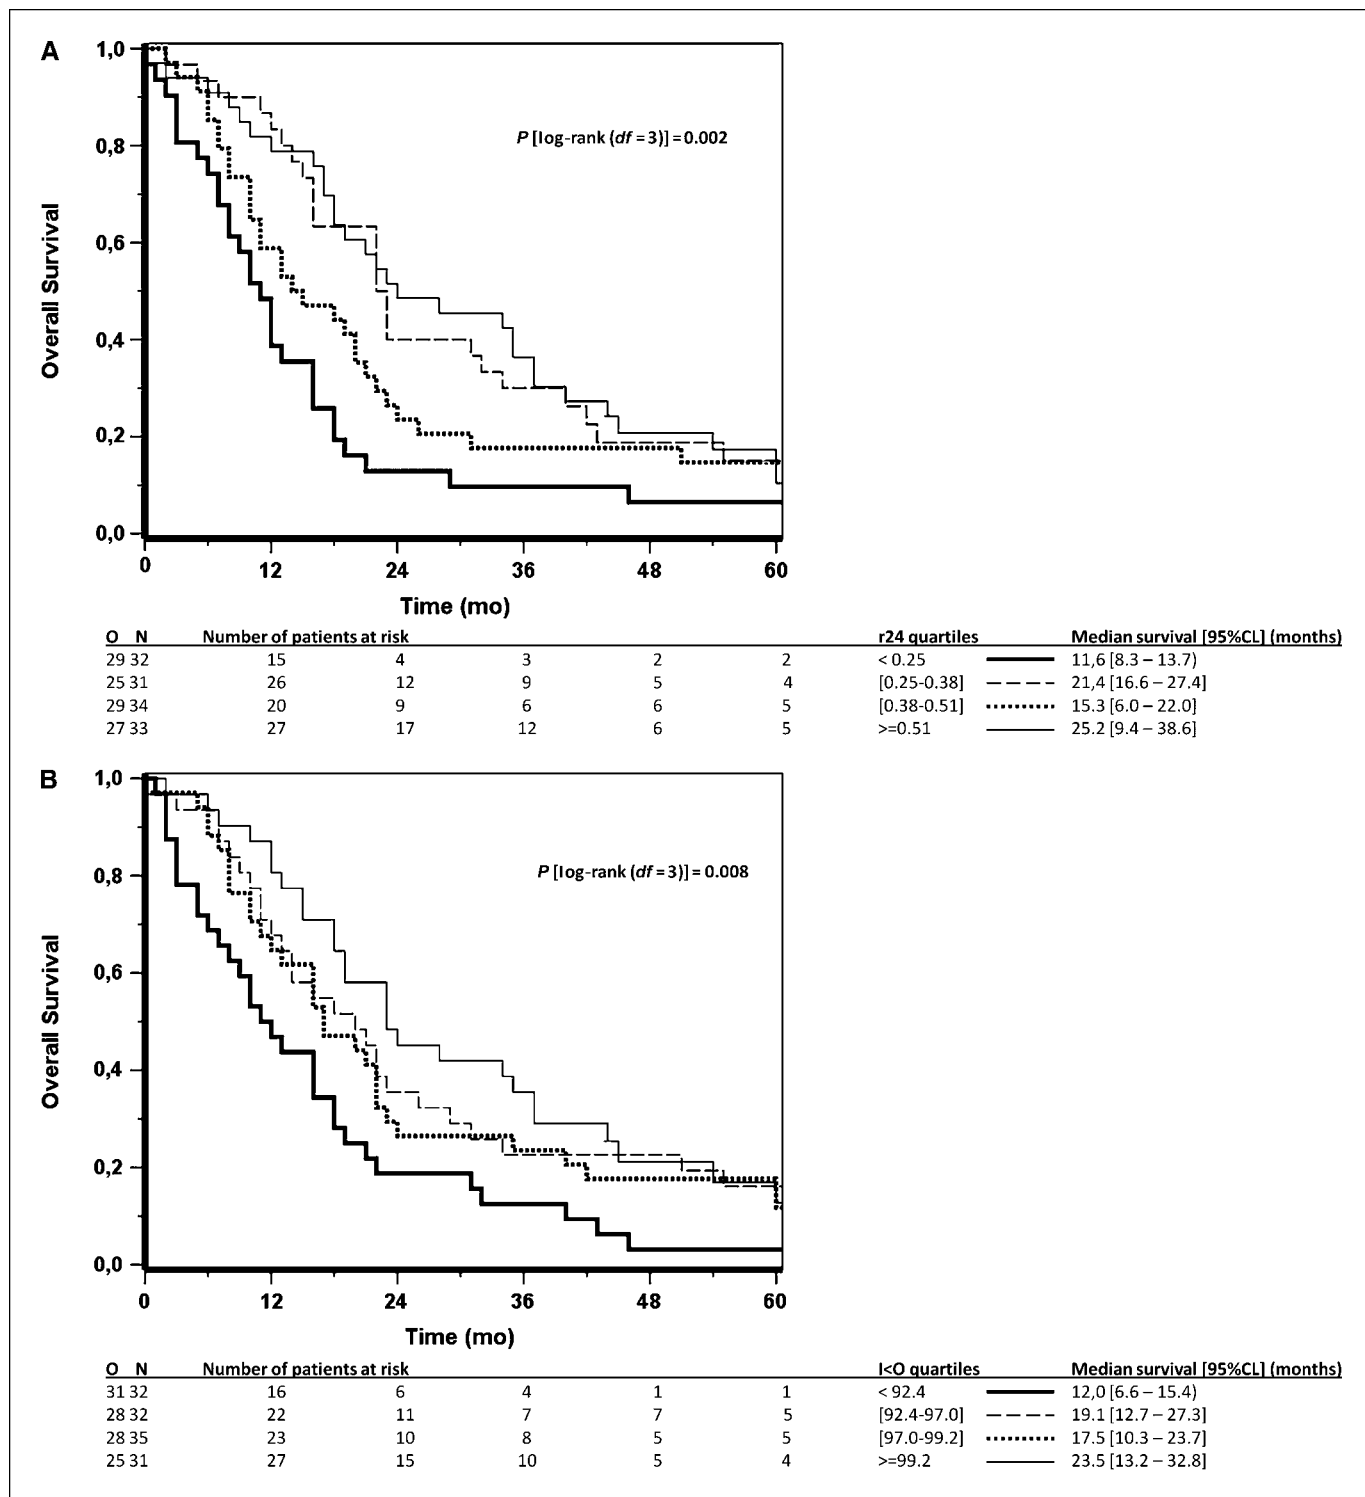 A
1,0
0,8
0,6
0,4
0,2
0,0
Overall Survival
P [log-rank (df = 3)] = 0.002
0 12 24 36 48 60
Time (mo)
O N Number of patients at risk r24 quartiles Median survival [95%CL] (months)
29 32 15 4 3 2 2 < 0.25 11,6 [8.3 – 13.7)
25 31 26 12 9 5 4 [0.25-0.38] 21,4 [16.6 – 27.4]
29 34 20 9 6 6 5 [0.38-0.51] 15.3 [6.0 – 22.0]
27 33 27 17 12 6 5 >=0.51 25.2 [9.4 – 38.6]
B
1,0
0,8
0,6
0,4
0,2
0,0
Overall Survival
P [log-rank (df = 3)] = 0.008
0 12 24 36 48 60
Time (mo)
O N Number of patients at risk I<O quartiles Median survival [95%CL] (months)
31 32 16 6 4 1 1 < 92.4 12,0 [6.6 – 15.4)
28 32 22 11 7 7 5 [92.4-97.0] 19.1 [12.7 – 27.3]
28 35 23 10 8 5 5 [97.0-99.2] 17.5 [10.3 – 23.7]
25 31 27 15 10 5 4 >=99.2 23.5 [13.2 – 32.8]